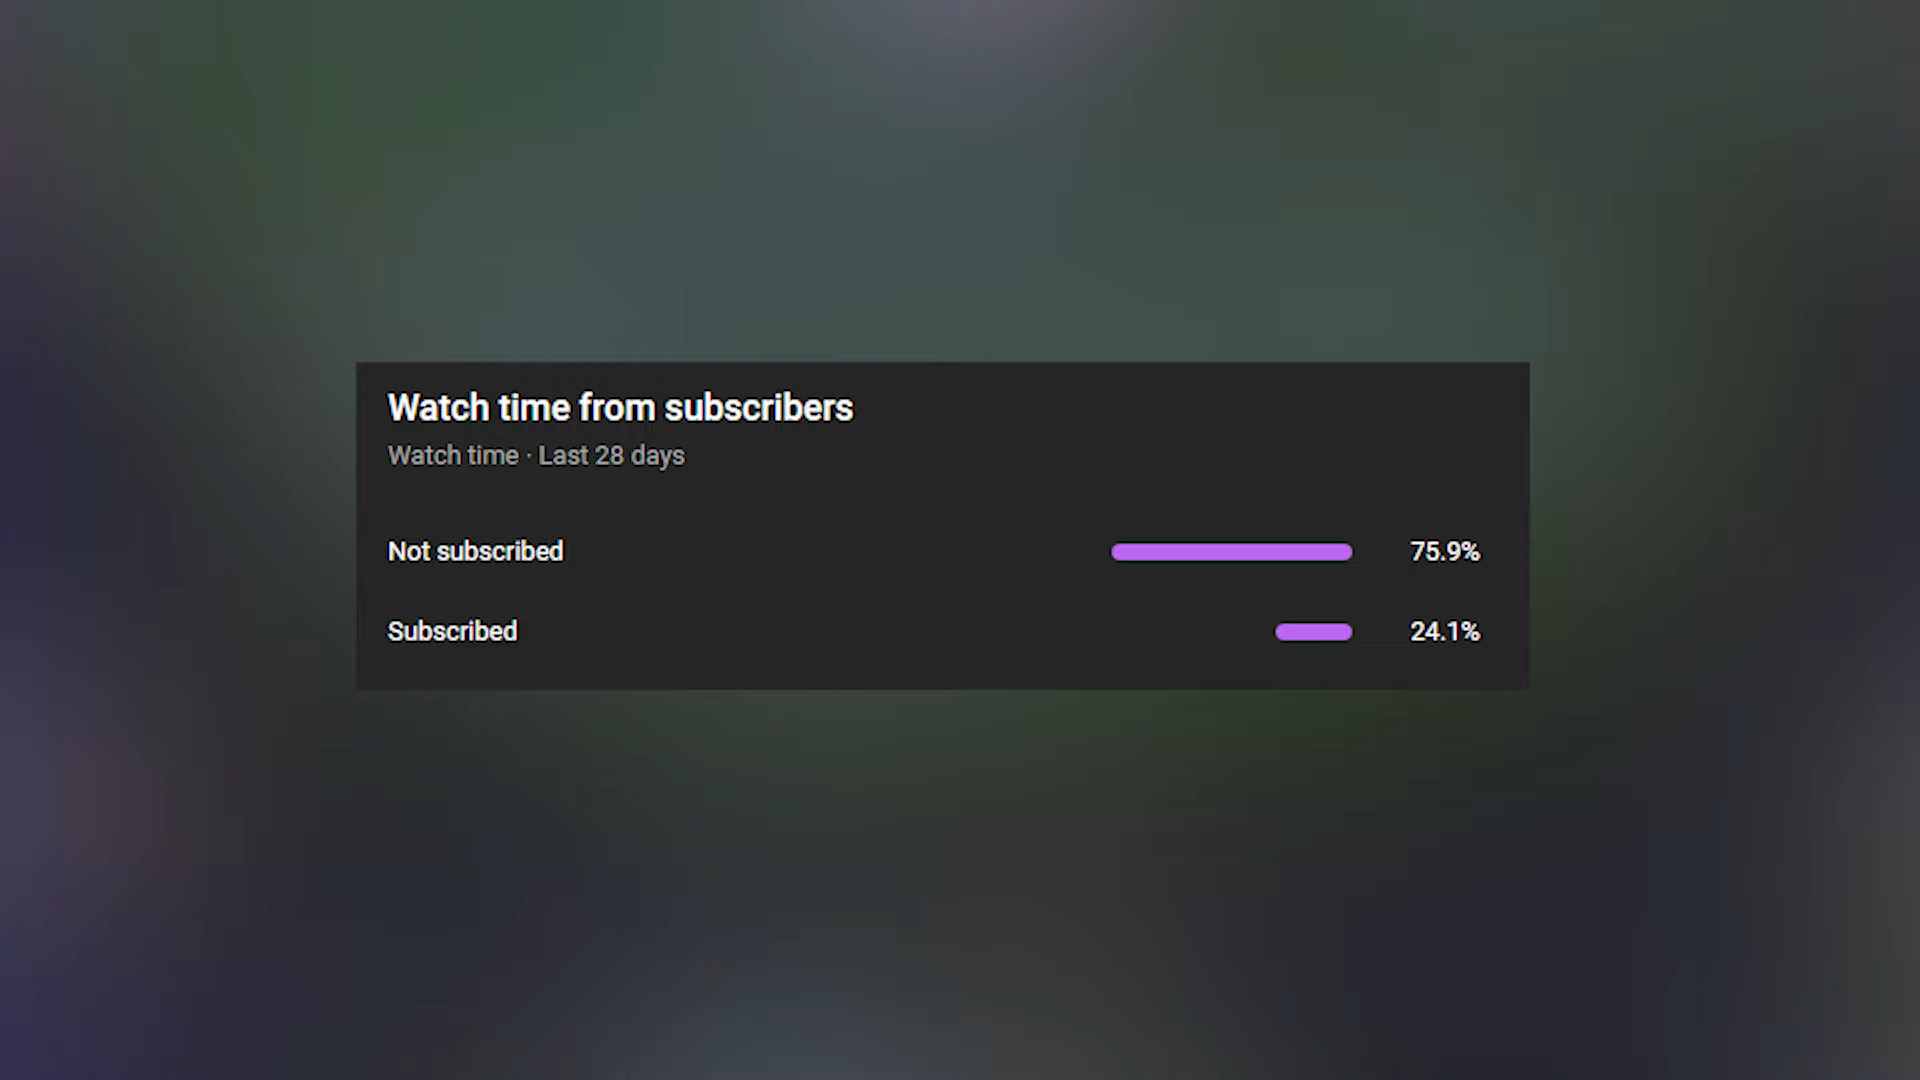 Watch time from subscribers
Watch time · Last 28 days
Not subscribed 75.9%
Subscribed 24.1%